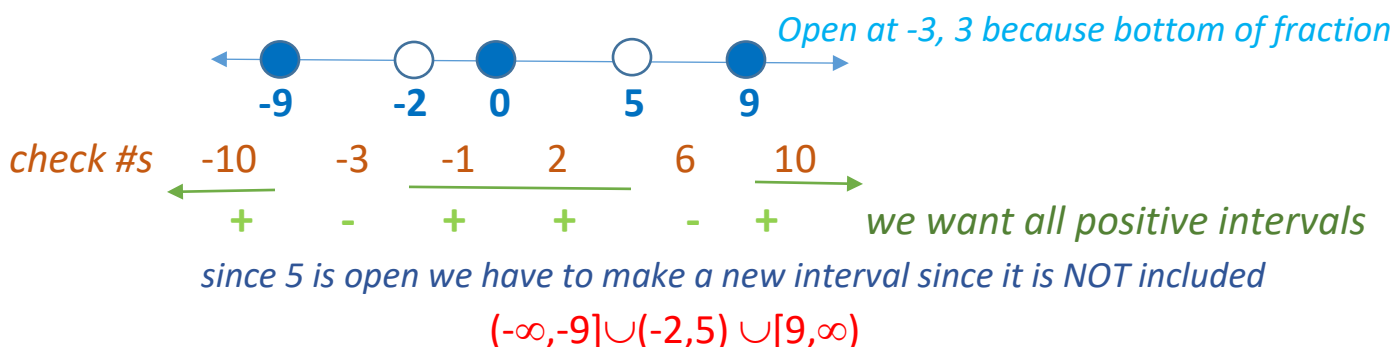 Open at -3, 3 because bottom of fraction
-9 -2 0 5 9
check #s -10 -3 -1 2 6 10
+ - + + - + we want all positive intervals
since 5 is open we have to make a new interval since it is NOT included
(-∞,-9]∪(-2,5) ∪[9,∞)